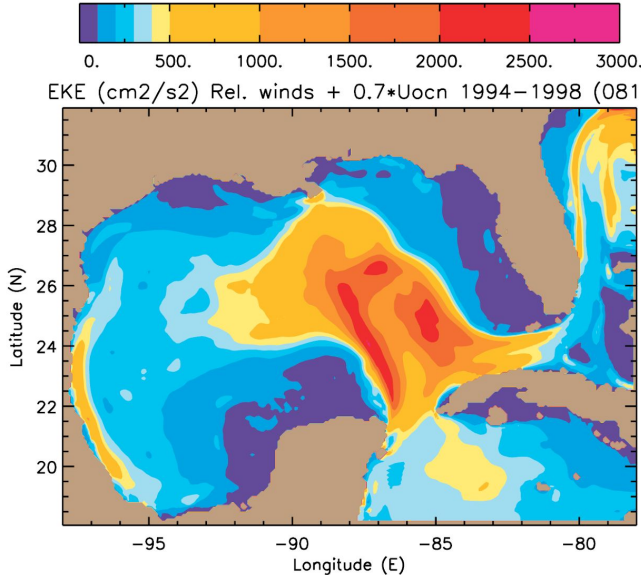 0. 500. 1000. 1500. 2000. 2500. 3000.
EKE (cm2/s2) Rel. winds + 0.7*Uocn 1994-1998 (081
30
28
26
24
22
20
Latitude (N)
-95 -90 -85 -80
Longitude (E)